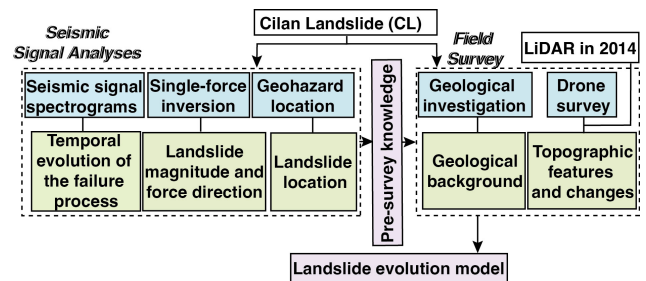 Cilan Landslide (CL)
Seismic
Signal Analyses
Field
Survey
LiDAR in 2014
Seismic signal
spectrograms
Single-force
inversion
Geohazard
location
Pre-survey knowledge
Geological
investigation
Drone
survey
Temporal
evolution of
the failure
process
Landslide
magnitude and
force direction
Landslide
location
Geological
background
Topographic
features
and changes
Landslide evolution model